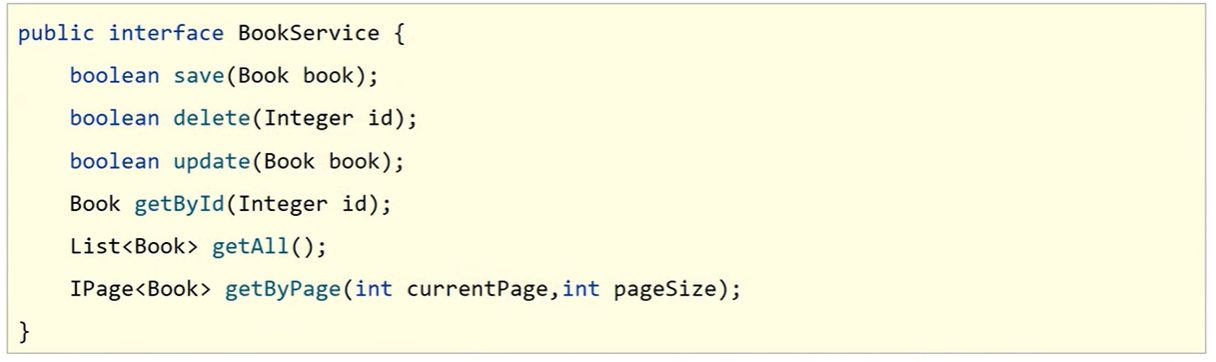 public interface BookService {
    boolean save(Book book);
    boolean delete(Integer id);
    boolean update(Book book);
    Book getById(Integer id);
    List<Book> getAll();
    IPage<Book> getByPage(int currentPage,int pageSize);
}